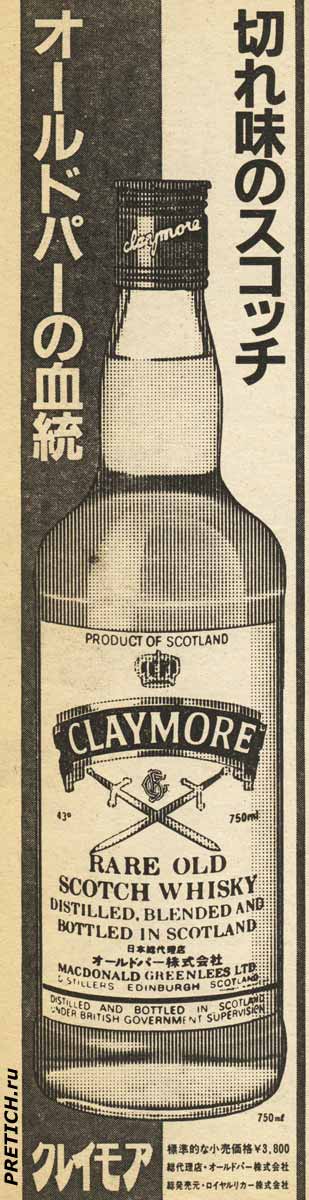 切れ味のスコッチ
オールドパーの血統
claymore
PRODUCT OF SCOTLAND
CLAYMORE
43°
750ml
RARE OLD
SCOTCH WHISKY
DISTILLED, BLENDED AND
BOTTLED IN SCOTLAND
日本総代理店
オールドパー株式会社
MACDONALD GREENLEES LTD.
DISTILLERS EDINBURGH SCOTLAND
DISTILLED AND BOTTLED IN SCOTLAND
UNDER BRITISH GOVERNMENT SUPERVISION
750ml
クレイモア
標準的な小売価格¥3,800
総代理店・オールドパー株式会社
総発売元・ロイヤルリカー株式会社
PRETICH.ru